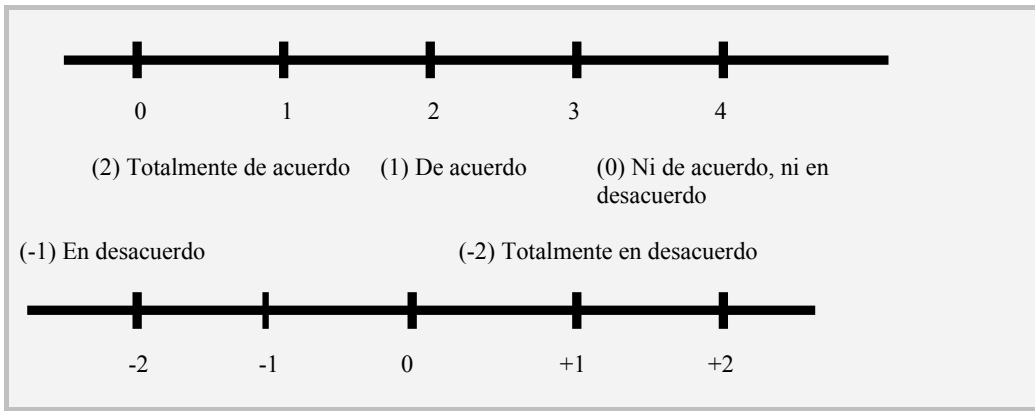 0 1 2 3 4
(2) Totalmente de acuerdo (1) De acuerdo (0) Ni de acuerdo, ni en
desacuerdo
(-1) En desacuerdo (-2) Totalmente en desacuerdo
-2 -1 0 +1 +2